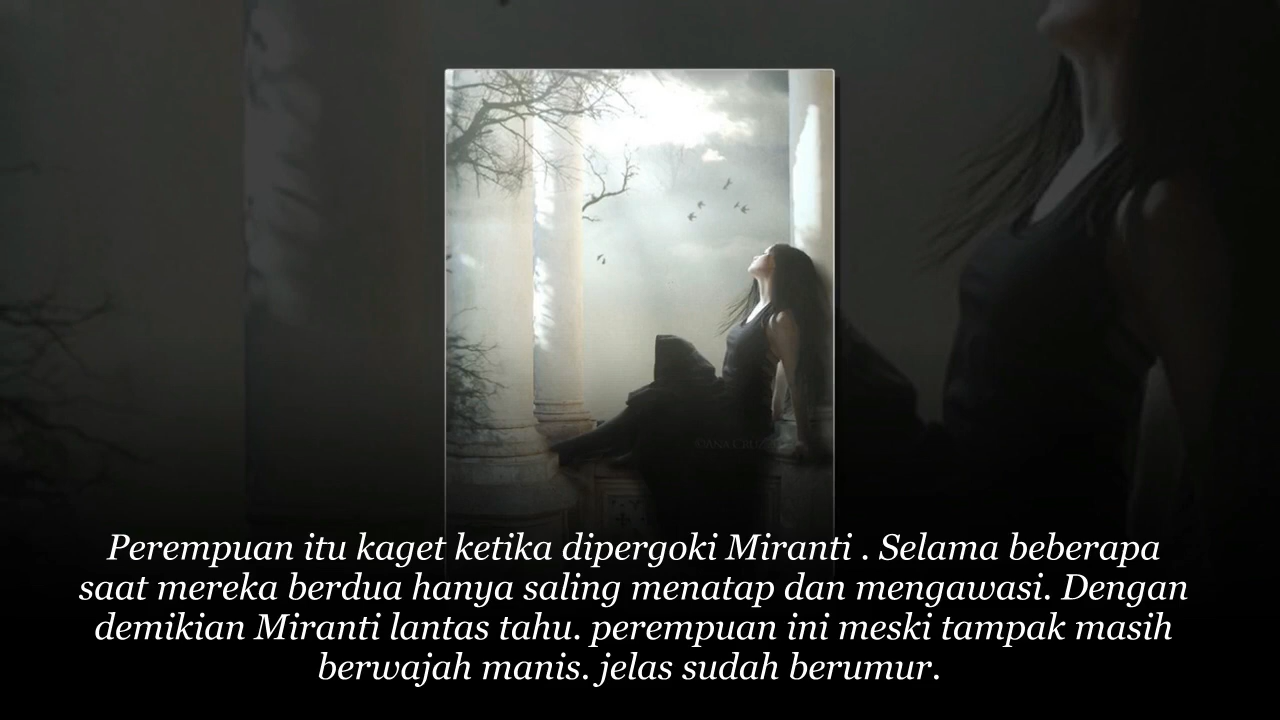 Perempuan itu kaget ketika dipergoki Miranti . Selama beberapa
saat mereka berdua hanya saling menatap dan mengawasi. Dengan
demikian Miranti lantas tahu. perempuan ini meski tampak masih
berwajah manis. jelas sudah berumur.